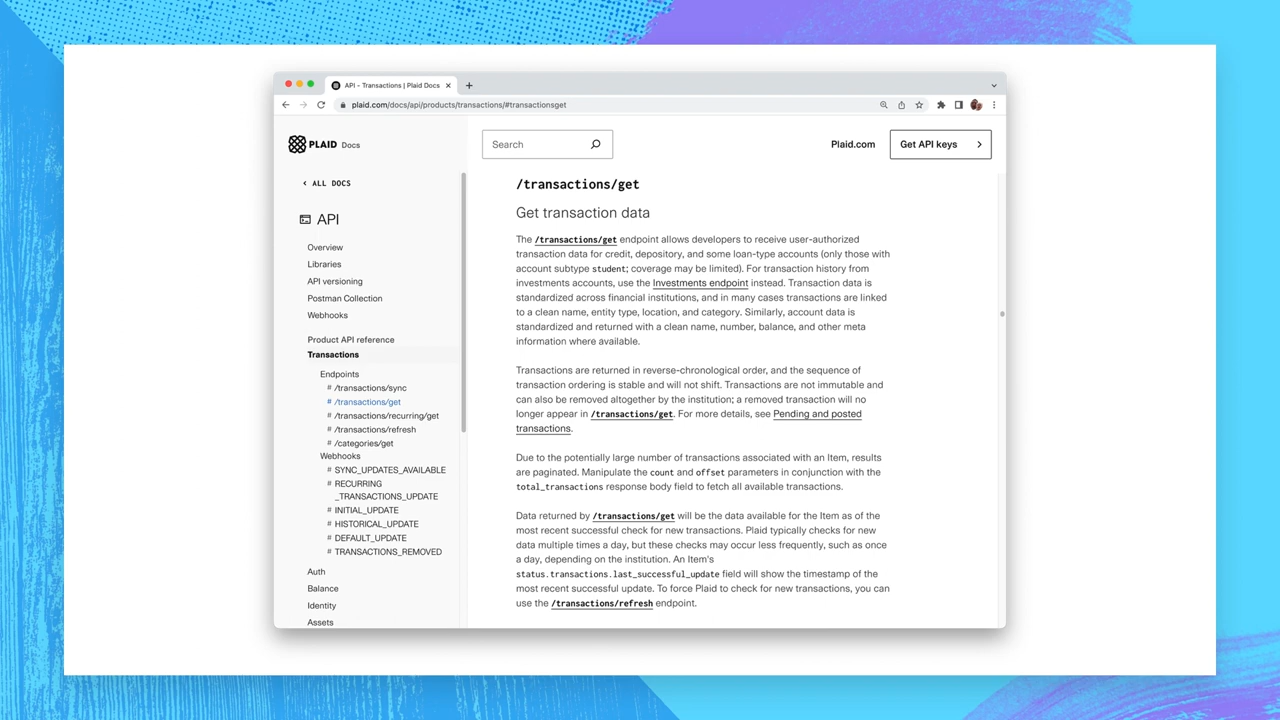 API - Transactions | Plaid Docs
plaid.com/docs/api/products/transactions/#transactionsget
PLAID Docs
Search
Plaid.com
Get API keys
ALL DOCS
API
Overview
Libraries
API versioning
Postman Collection
Webhooks
Product API reference
Transactions
Endpoints
# /transactions/sync
# /transactions/get
# /transactions/recurring/get
# /transactions/refresh
# /categories/get
Webhooks
# SYNC_UPDATES_AVAILABLE
# RECURRING
_TRANSACTIONS_UPDATE
# INITIAL_UPDATE
# HISTORICAL_UPDATE
# DEFAULT_UPDATE
# TRANSACTIONS_REMOVED
Auth
Balance
Identity
Assets
/transactions/get
Get transaction data
The /transactions/get endpoint allows developers to receive user-authorized
transaction data for credit, depository, and some loan-type accounts (only those with
account subtype student; coverage may be limited). For transaction history from
investments accounts, use the Investments endpoint instead. Transaction data is
standardized across financial institutions, and in many cases transactions are linked
to a clean name, entity type, location, and category. Similarly, account data is
standardized and returned with a clean name, number, balance, and other meta
information where available.
Transactions are returned in reverse-chronological order, and the sequence of
transaction ordering is stable and will not shift. Transactions are not immutable and
can also be removed altogether by the institution; a removed transaction will no
longer appear in /transactions/get. For more details, see Pending and posted
transactions.
Due to the potentially large number of transactions associated with an Item, results
are paginated. Manipulate the count and offset parameters in conjunction with the
total_transactions response body field to fetch all available transactions.
Data returned by /transactions/get will be the data available for the Item as of the
most recent successful check for new transactions. Plaid typically checks for new
data multiple times a day, but these checks may occur less frequently, such as once
a day, depending on the institution. An Item's
status.transactions.last_successful_update field will show the timestamp of the
most recent successful update. To force Plaid to check for new transactions, you can
use the /transactions/refresh endpoint.